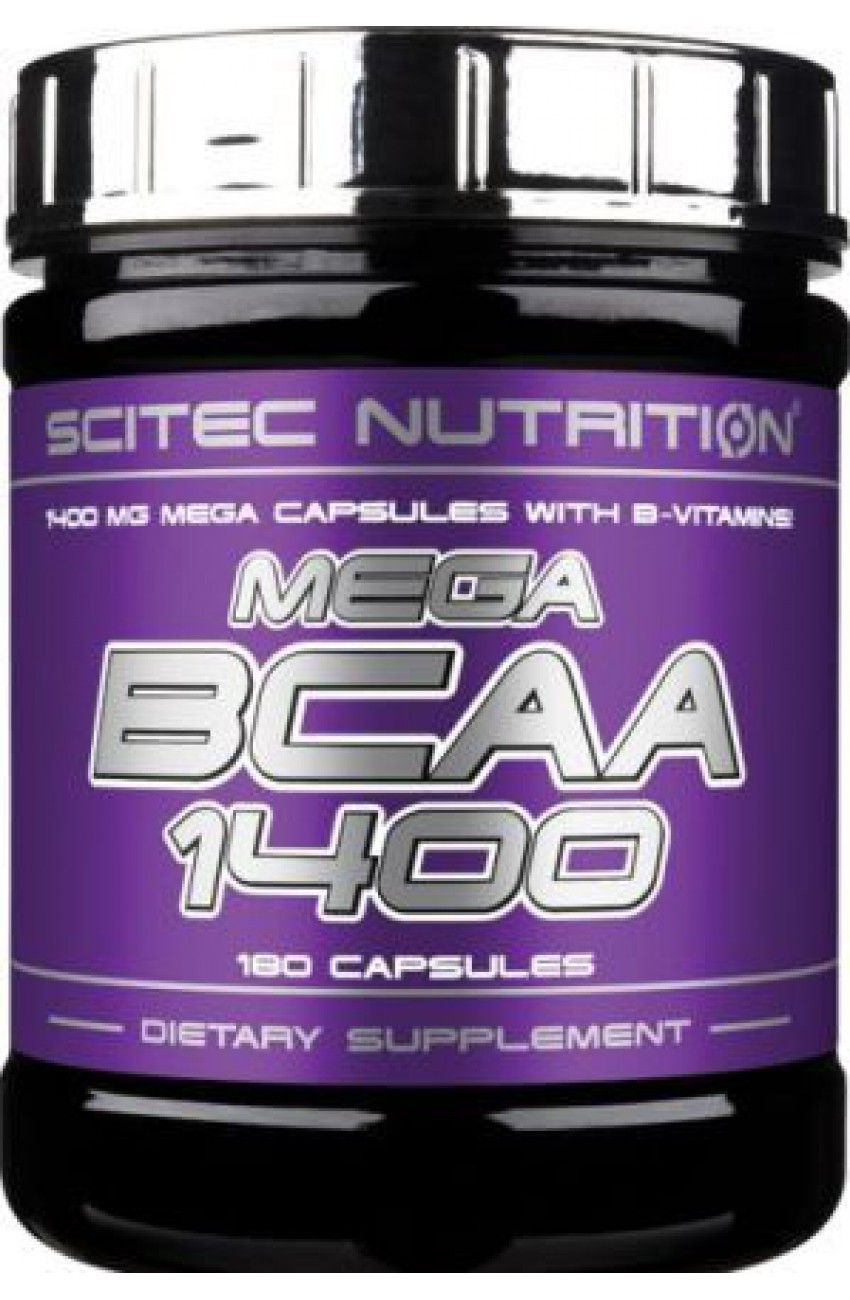 SCITEC NUTRITION®
1400 MG MEGA CAPSULES WITH B-VITAMINS!
MEGA
BCAA
1400
180 CAPSULES
DIETARY SUPPLEMENT